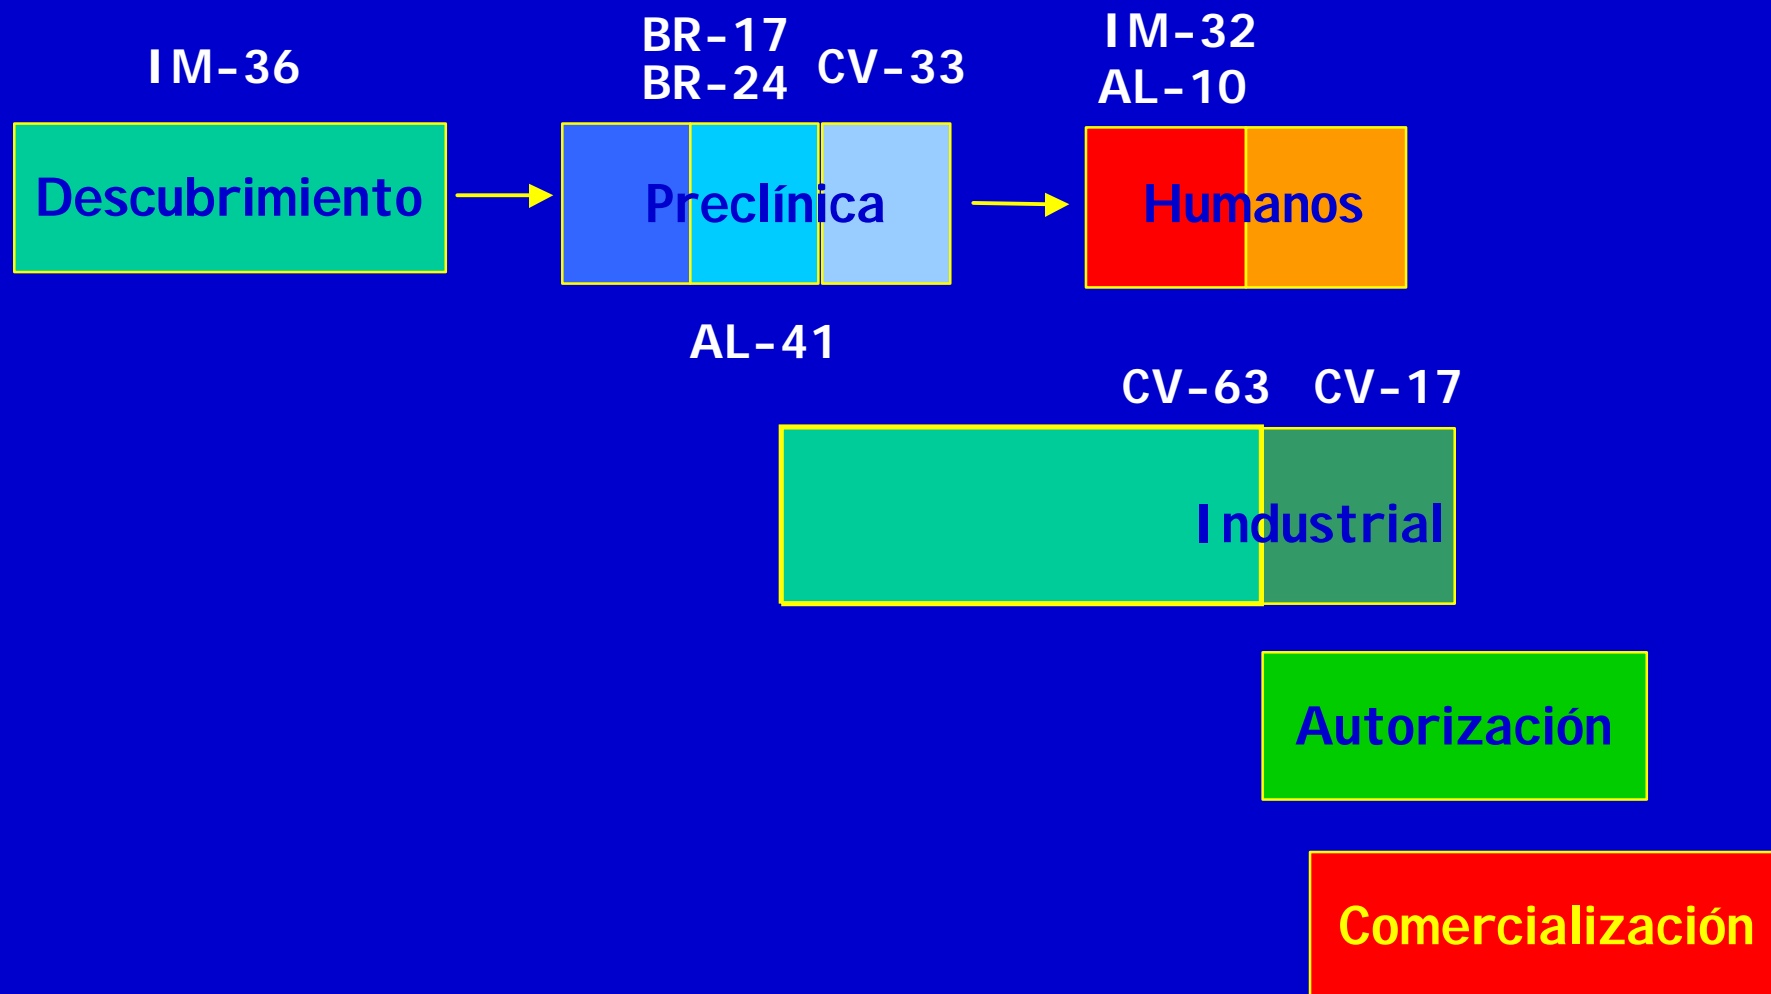 IM-36
BR-17
BR-24
CV-33
IM-32
AL-10
Descubrimiento
Preclínica
Humanos
AL-41
CV-63
CV-17
Industrial
Autorización
Comercialización